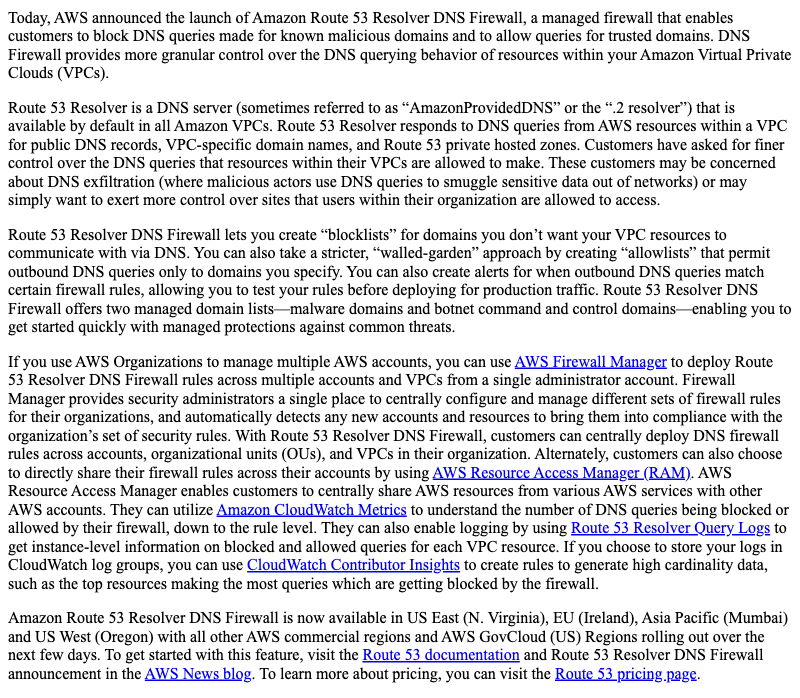 Today, AWS announced the launch of Amazon Route 53 Resolver DNS Firewall, a managed firewall that enables
customers to block DNS queries made for known malicious domains and to allow queries for trusted domains. DNS
Firewall provides more granular control over the DNS querying behavior of resources within your Amazon Virtual Private
Clouds (VPCs).
Route 53 Resolver is a DNS server (sometimes referred to as “AmazonProvidedDNS” or the “.2 resolver”) that is
available by default in all Amazon VPCs. Route 53 Resolver responds to DNS queries from AWS resources within a VPC
for public DNS records, VPC-specific domain names, and Route 53 private hosted zones. Customers have asked for finer
control over the DNS queries that resources within their VPCs are allowed to make. These customers may be concerned
about DNS exfiltration (where malicious actors use DNS queries to smuggle sensitive data out of networks) or may
simply want to exert more control over sites that users within their organization are allowed to access.
Route 53 Resolver DNS Firewall lets you create “blocklists” for domains you don’t want your VPC resources to
communicate with via DNS. You can also take a stricter, “walled-garden” approach by creating “allowlists” that permit
outbound DNS queries only to domains you specify. You can also create alerts for when outbound DNS queries match
certain firewall rules, allowing you to test your rules before deploying for production traffic. Route 53 Resolver DNS
Firewall offers two managed domain lists—malware domains and botnet command and control domains—enabling you to
get started quickly with managed protections against common threats.
If you use AWS Organizations to manage multiple AWS accounts, you can use AWS Firewall Manager to deploy Route
53 Resolver DNS Firewall rules across multiple accounts and VPCs from a single administrator account. Firewall
Manager provides security administrators a single place to centrally configure and manage different sets of firewall rules
for their organizations, and automatically detects any new accounts and resources to bring them into compliance with the
organization’s set of security rules. With Route 53 Resolver DNS Firewall, customers can centrally deploy DNS firewall
rules across accounts, organizational units (OUs), and VPCs in their organization. Alternately, customers can also choose
to directly share their firewall rules across their accounts by using AWS Resource Access Manager (RAM). AWS
Resource Access Manager enables customers to centrally share AWS resources from various AWS services with other
AWS accounts. They can utilize Amazon CloudWatch Metrics to understand the number of DNS queries being blocked or
allowed by their firewall, down to the rule level. They can also enable logging by using Route 53 Resolver Query Logs to
get instance-level information on blocked and allowed queries for each VPC resource. If you choose to store your logs in
CloudWatch log groups, you can use CloudWatch Contributor Insights to create rules to generate high cardinality data,
such as the top resources making the most queries which are getting blocked by the firewall.
Amazon Route 53 Resolver DNS Firewall is now available in US East (N. Virginia), EU (Ireland), Asia Pacific (Mumbai)
and US West (Oregon) with all other AWS commercial regions and AWS GovCloud (US) Regions rolling out over the
next few days. To get started with this feature, visit the Route 53 documentation and Route 53 Resolver DNS Firewall
announcement in the AWS News blog. To learn more about pricing, you can visit the Route 53 pricing page.